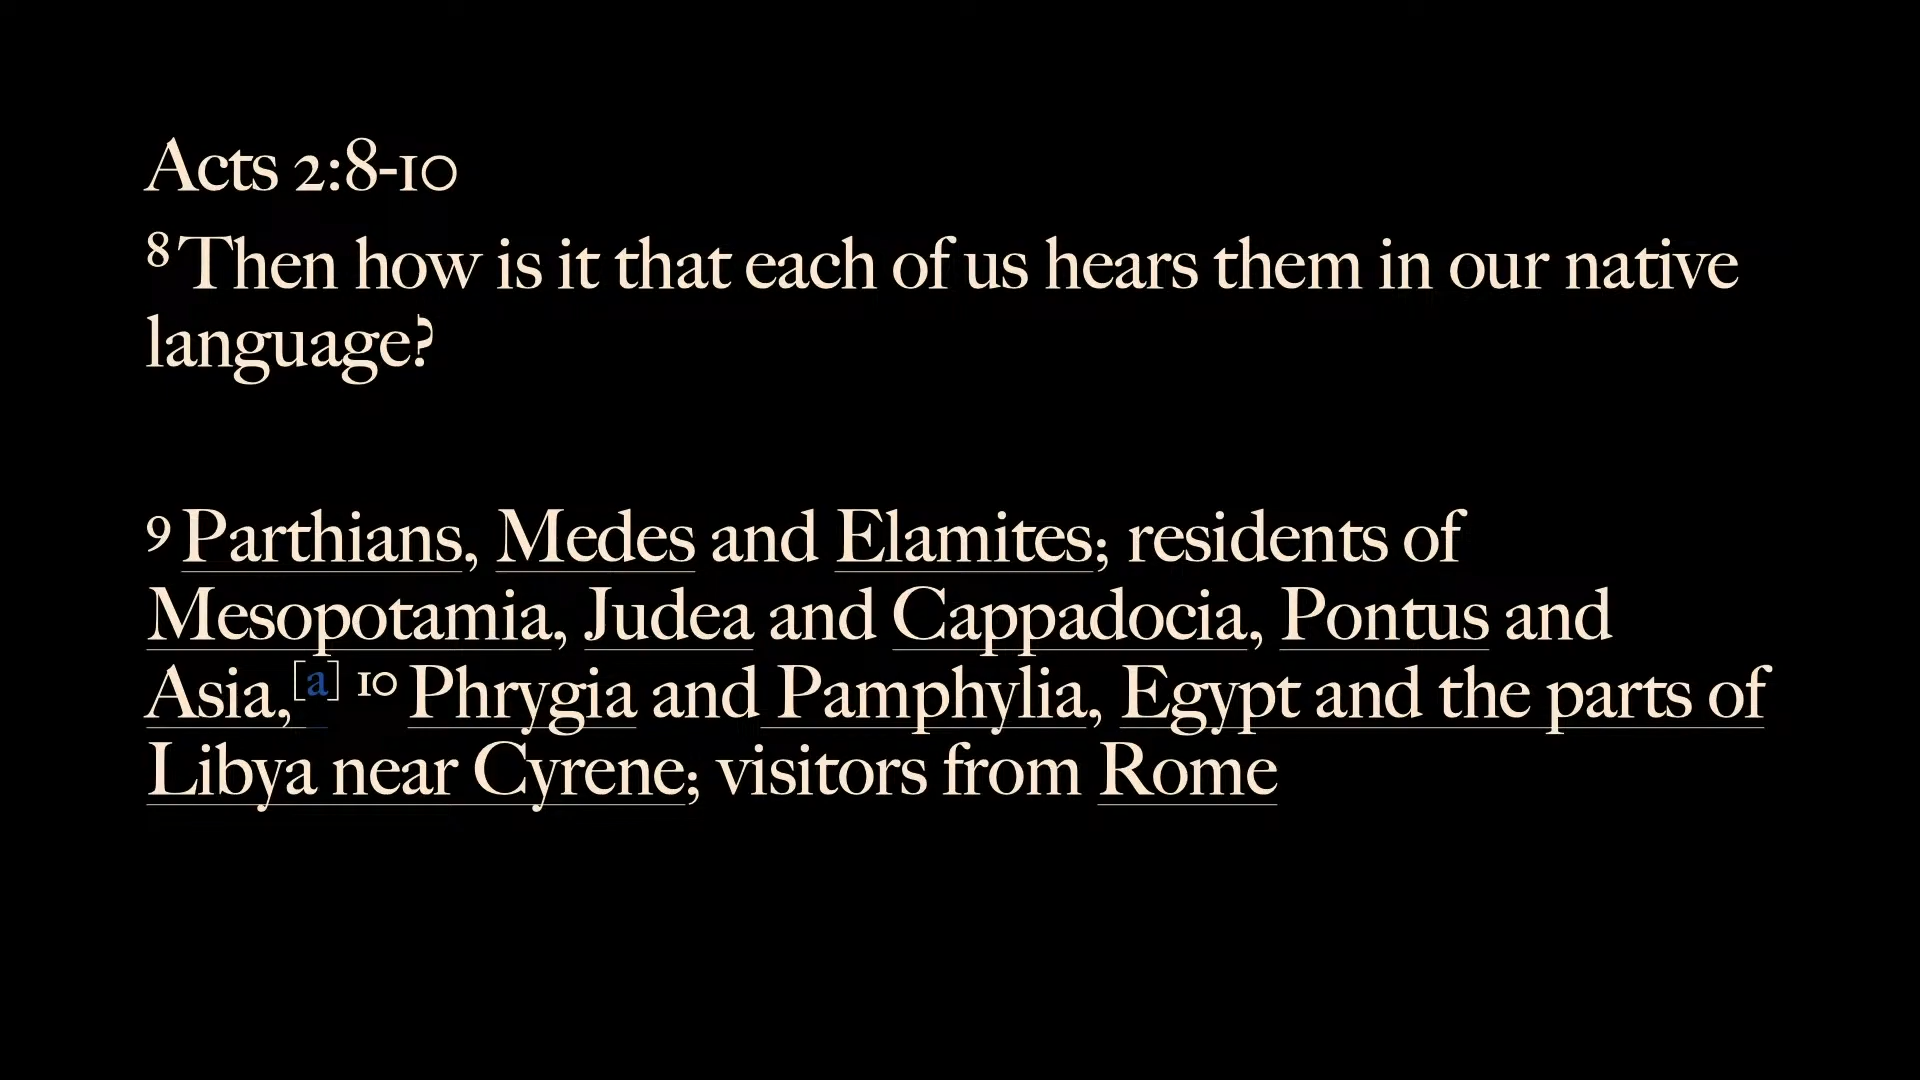 Acts 2:8-10
8 Then how is it that each of us hears them in our native
language?
9 Parthians, Medes and Elamites; residents of
Mesopotamia, Judea and Cappadocia, Pontus and
Asia,[a] 10 Phrygia and Pamphylia, Egypt and the parts of
Libya near Cyrene; visitors from Rome